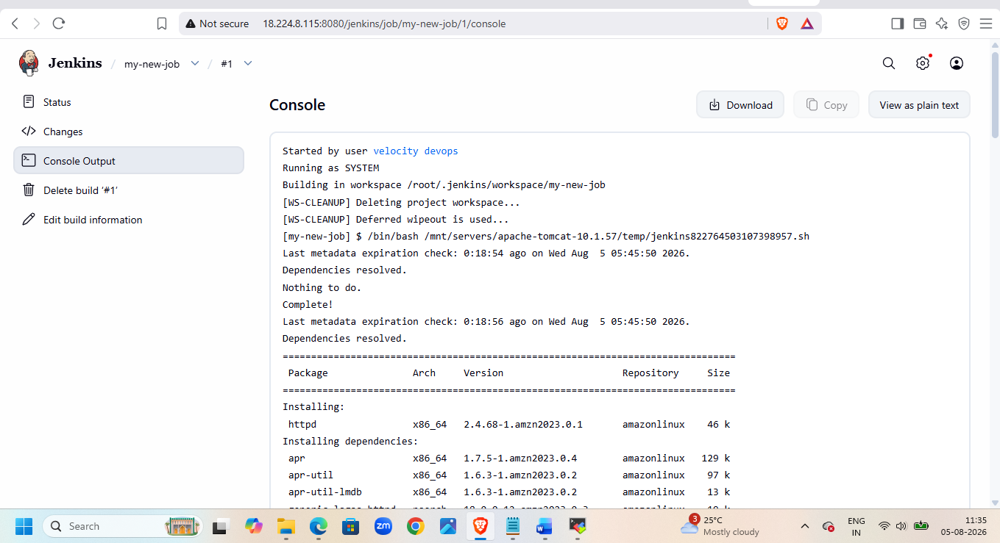 Not secure 18.224.8.115:8080/jenkins/job/my-new-job/1/console
Jenkins / my-new-job / #1
Status
Changes
Console Output
Delete build ‘#1’
Edit build information
Console
Download
Copy
View as plain text
Started by user velocity devops
Running as SYSTEM
Building in workspace /root/.jenkins/workspace/my-new-job
[WS-CLEANUP] Deleting project workspace...
[WS-CLEANUP] Deferred wipeout is used...
[my-new-job] $ /bin/bash /mnt/servers/apache-tomcat-10.1.57/temp/jenkins822764503107398957.sh
Last metadata expiration check: 0:18:54 ago on Wed Aug  5 05:45:50 2026.
Dependencies resolved.
Nothing to do.
Complete!
Last metadata expiration check: 0:18:56 ago on Wed Aug  5 05:45:50 2026.
Dependencies resolved.
================================================================================
Package Arch Version Repository Size
================================================================================
Installing:
httpd x86_64 2.4.68-1.amzn2023.0.1 amazonlinux 46 k
Installing dependencies:
apr x86_64 1.7.5-1.amzn2023.0.4 amazonlinux 129 k
apr-util x86_64 1.6.3-1.amzn2023.0.2 amazonlinux 97 k
apr-util-lmdb x86_64 1.6.3-1.amzn2023.0.2 amazonlinux 13 k
Search
zm
3
25°C
Mostly cloudy
ENG
IN
11:35
05-08-2026